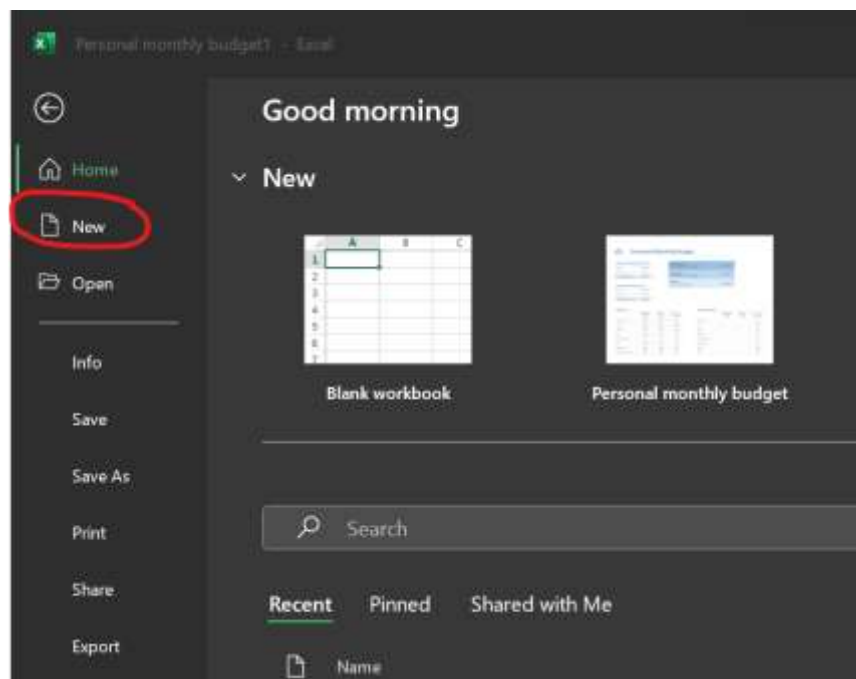 Personal monthly budget1 - Excel
Good morning
Home
New
Open
Info
Save
Save As
Print
Share
Export
New
A B C
1
2
3
4
5
6
7
Blank workbook
Personal monthly budget
Search
Recent Pinned Shared with Me
Name